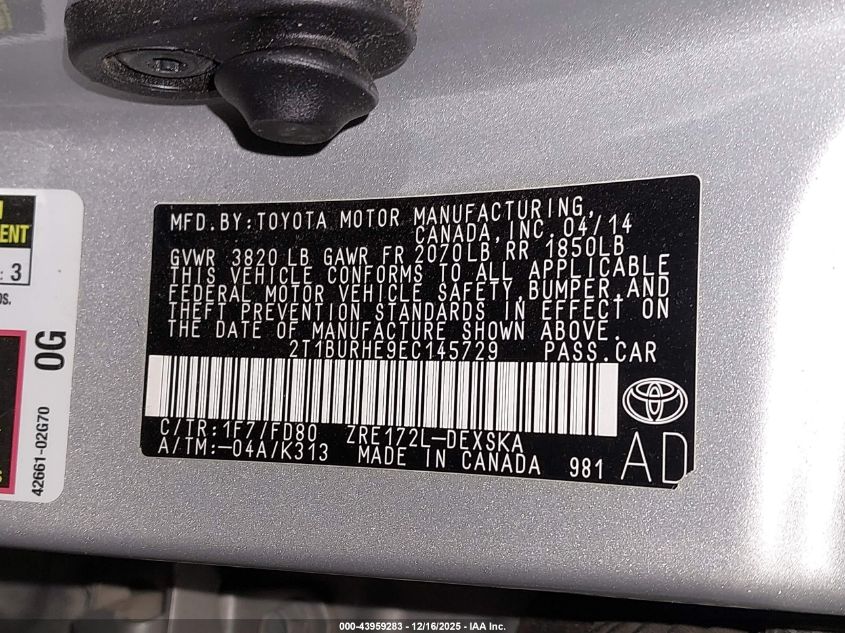 MFD.BY:TOYOTA MOTOR MANUFACTURING,
CANADA,INC. 04/14
GVWR 3820 LB GAWR FR 2070LB RR 1850LB
THIS VEHICLE CONFORMS TO ALL APPLICABLE
FEDERAL MOTOR VEHICLE SAFETY,BUMPER,AND
THEFT PREVENTION STANDARDS IN EFFECT ON
THE DATE OF MANUFACTURE SHOWN ABOVE.
2T1BURHE9EC145729 PASS.CAR
C/TR:1F7/FD80 ZRE172L-DEXSKA
A/TM:-04A/K313 MADE IN CANADA 981 AD
: 3
0G
42661-02G70
000-43959283 - 12/16/2025 - IAA Inc.